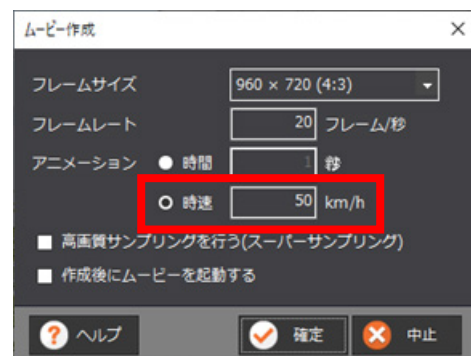 ムービー作成
フレームサイズ 960 × 720 (4:3)
フレームレート 20 フレーム/秒
アニメーション 時間 1 秒
時速 50 km/h
高画質サンプリングを行う(スーパーサンプリング)
作成後にムービーを起動する
? ヘルプ 確定 中止